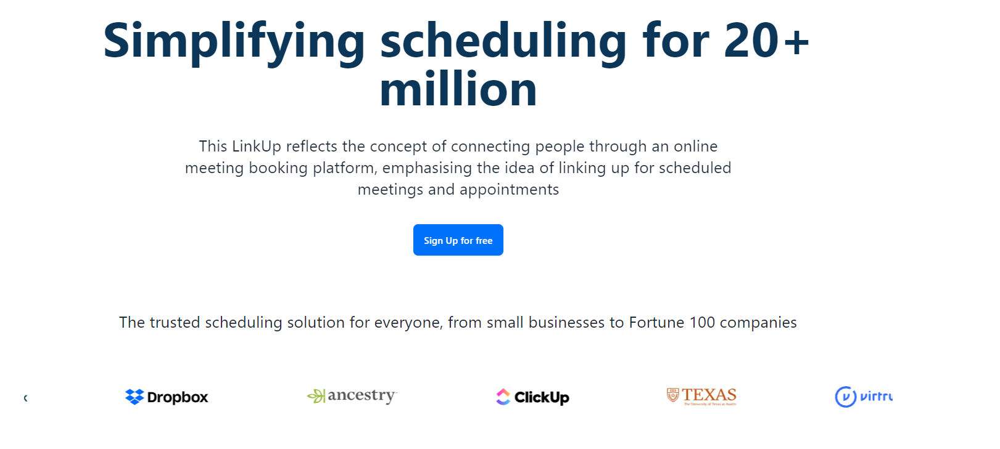 Simplifying scheduling for 20+
million
This LinkUp reflects the concept of connecting people through an online
meeting booking platform, emphasising the idea of linking up for scheduled
meetings and appointments
Sign Up for free
The trusted scheduling solution for everyone, from small businesses to Fortune 100 companies
Dropbox
ancestry
ClickUp
TEXAS
The University of Texas at Austin